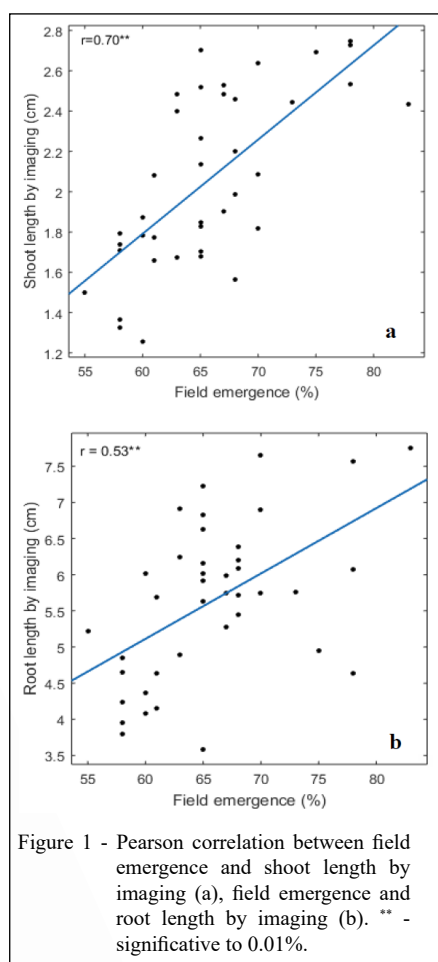 2.8
r=0.70**
2.6
2.4
2.2
2
1.8
1.6
1.4
1.2
Shoot length by imaging (cm)
a
55 60 65 70 75 80
Field emergence (%)
r = 0.53**
7.5
7
6.5
6
5.5
5
4.5
4
3.5
Root length by imaging (cm)
b
55 60 65 70 75 80
Field emergence (%)
Figure 1 - Pearson correlation between field
emergence and shoot length by
imaging (a), field emergence and
root length by imaging (b). ** -
significative to 0.01%.